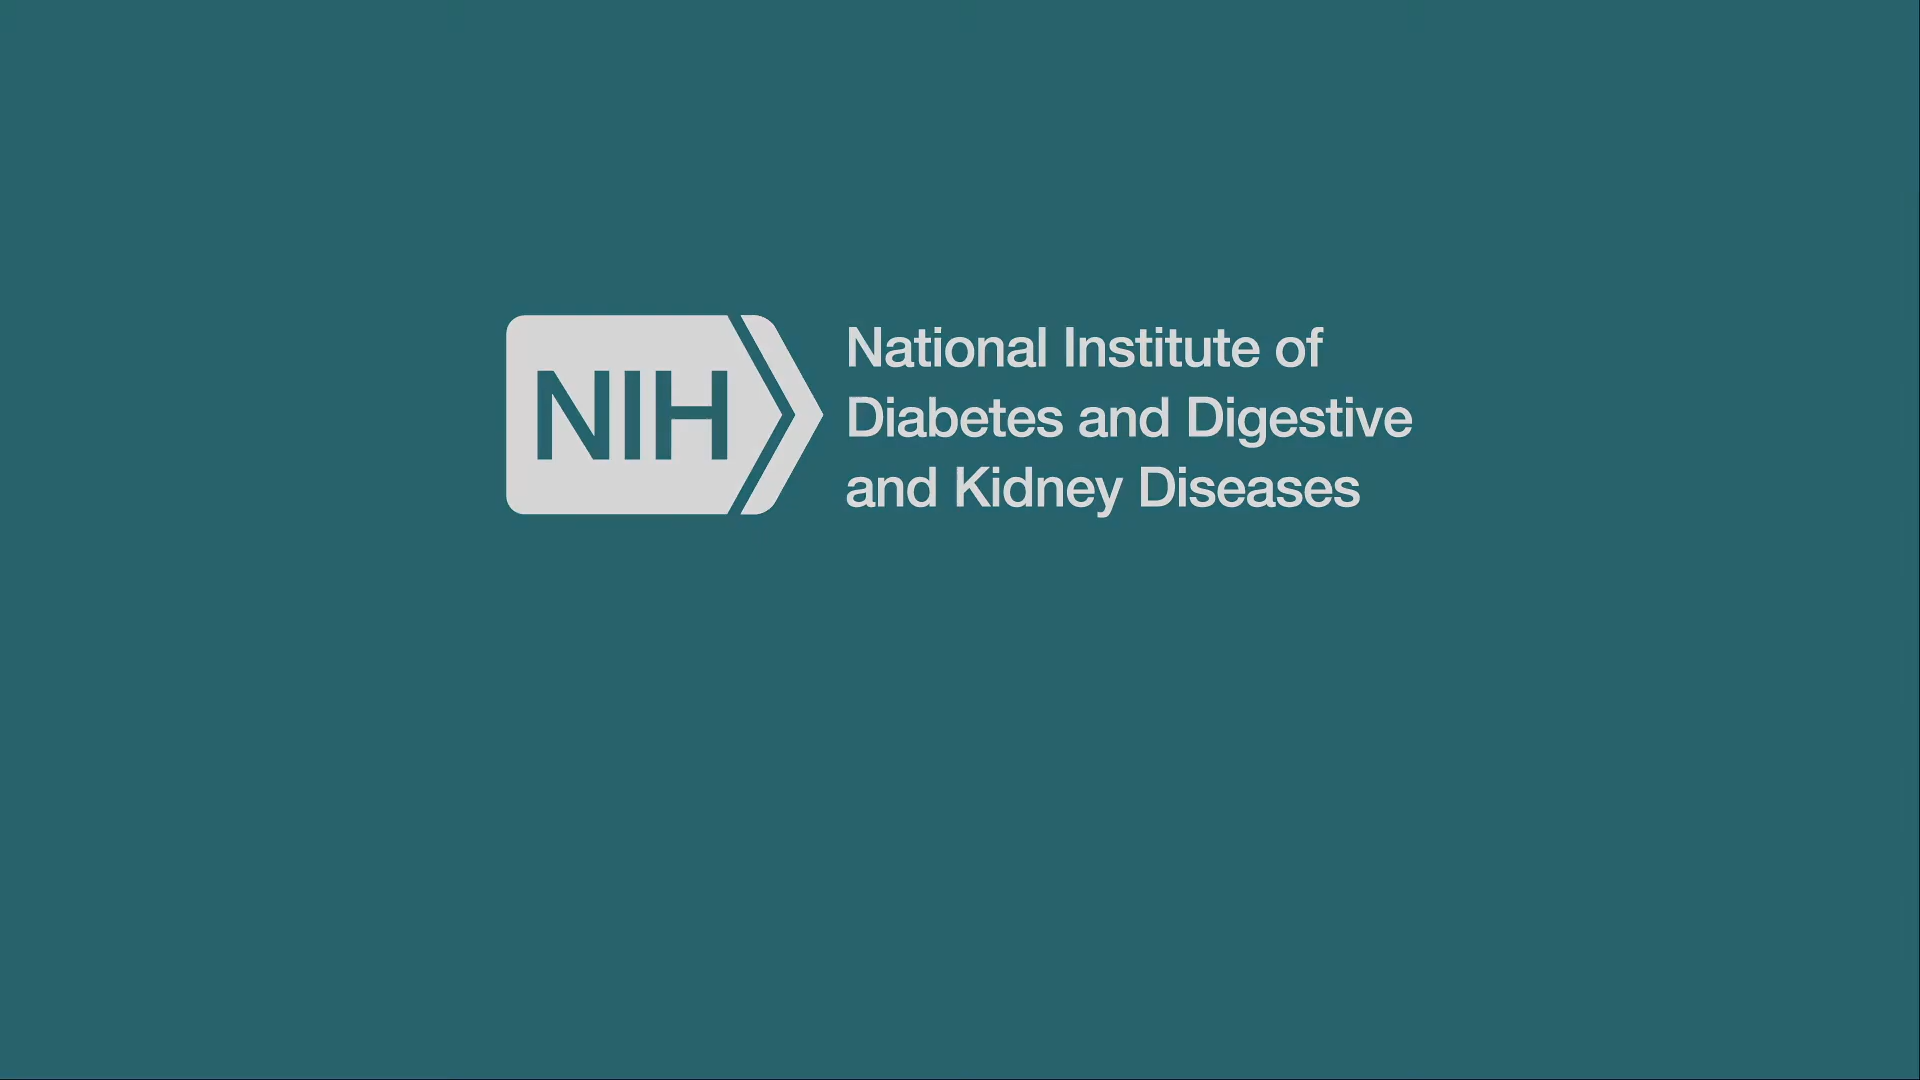 NIH
National Institute of
Diabetes and Digestive
and Kidney Diseases